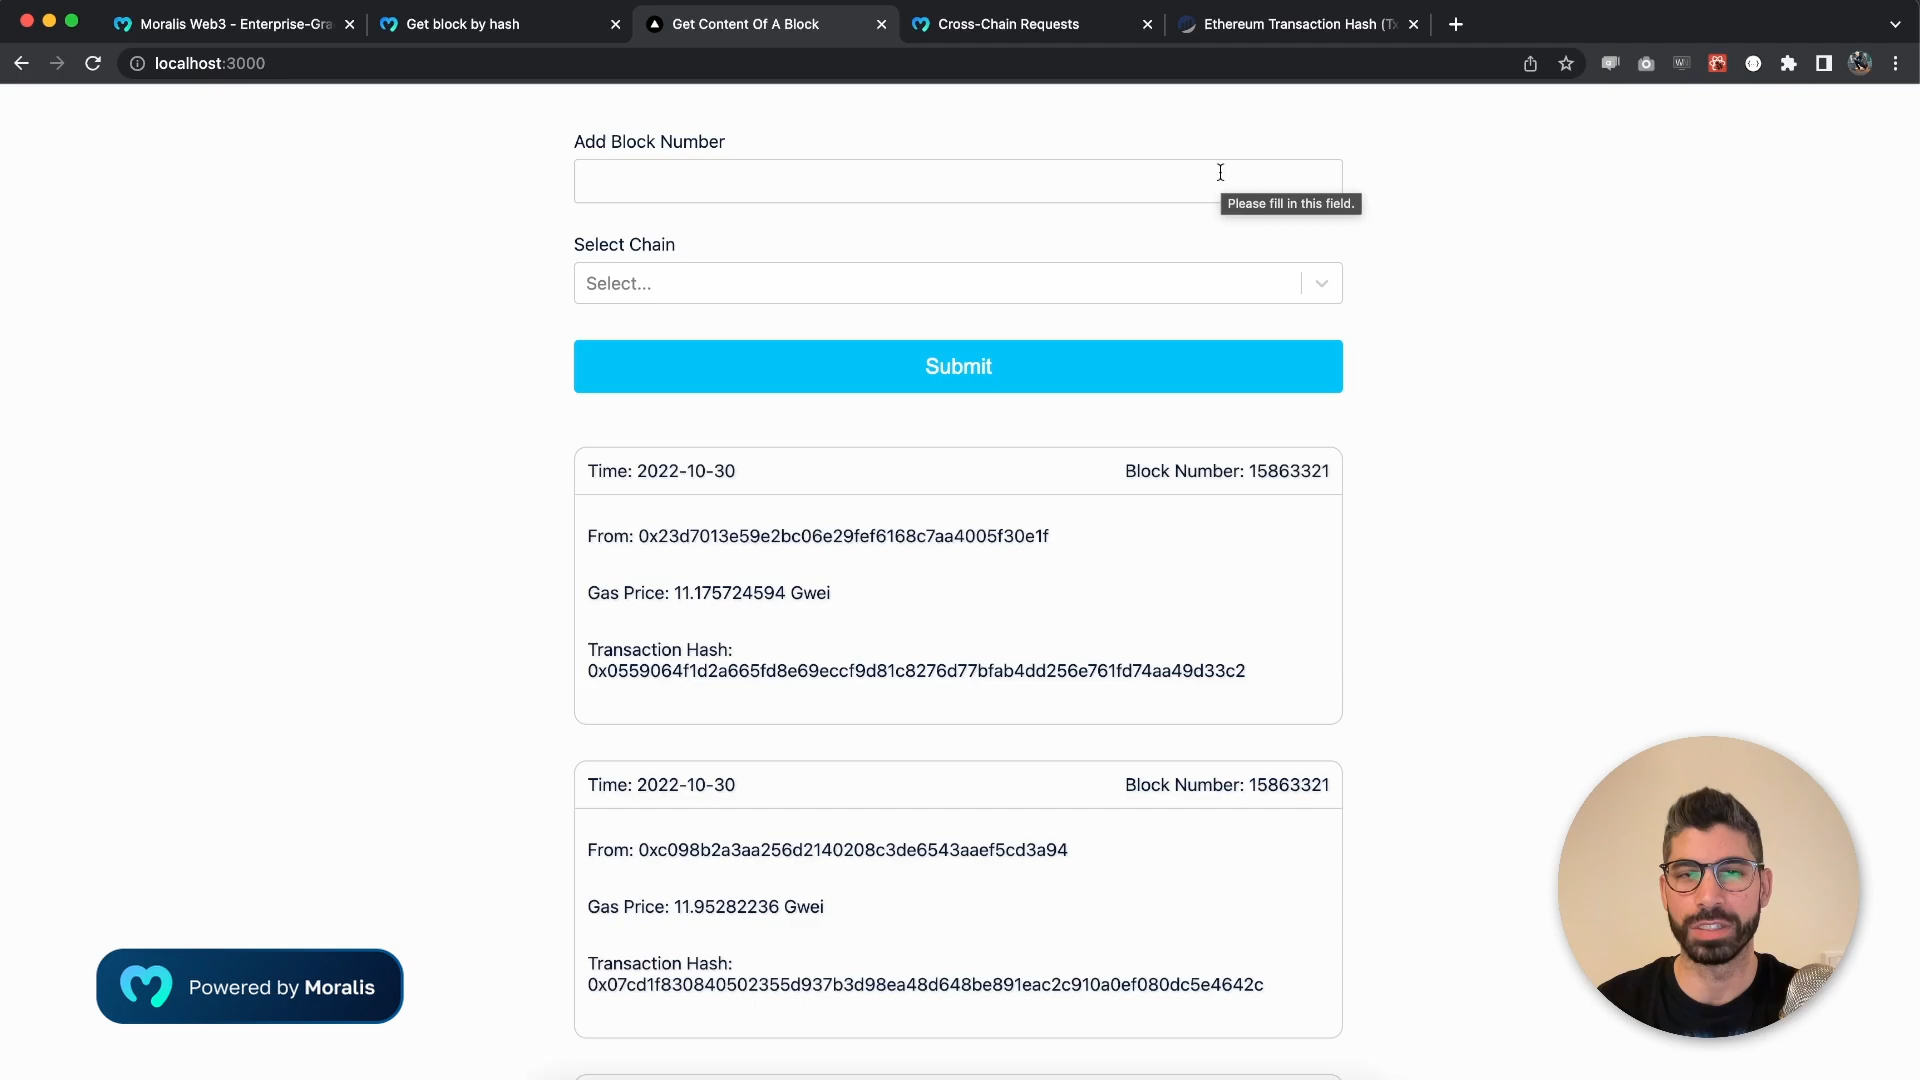 Moralis Web3 - Enterprise-Gra
Get block by hash
Get Content Of A Block
Cross-Chain Requests
Ethereum Transaction Hash (Tx
localhost:3000
Add Block Number
Please fill in this field.
Select Chain
Select...
Submit
Time: 2022-10-30
Block Number: 15863321
From: 0x23d7013e59e2bc06e29fef6168c7aa4005f30e1f
Gas Price: 11.175724594 Gwei
Transaction Hash:
0x0559064f1d2a665fd8e69eccf9d81c8276d77bfab4dd256e761fd74aa49d33c2
Time: 2022-10-30
Block Number: 15863321
From: 0xc098b2a3aa256d2140208c3de6543aaef5cd3a94
Gas Price: 11.95282236 Gwei
Transaction Hash:
0x07cd1f830840502355d937b3d98ea48d648be891eac2c910a0ef080dc5e4642c
Powered by Moralis